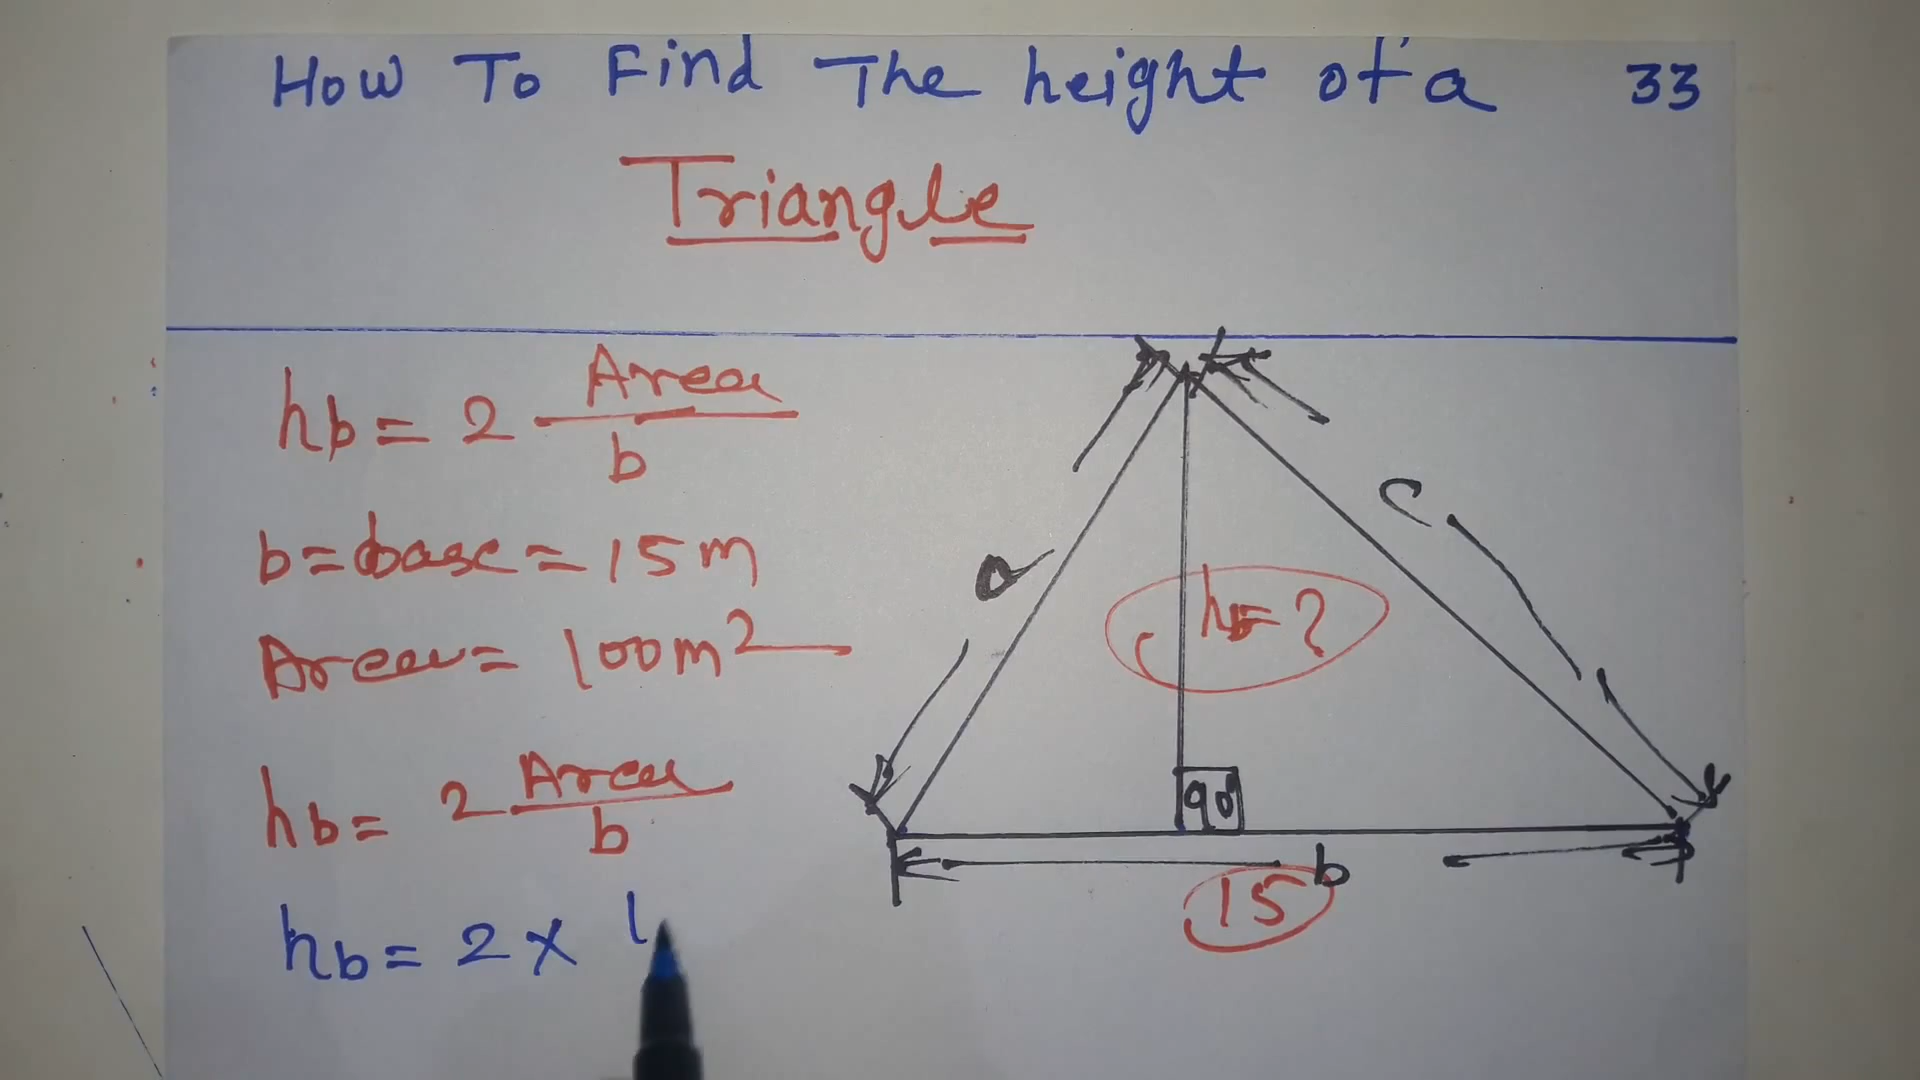 How To Find The height of a 33
Triangle
hb = 2 Area
b
b = base = 15 m
Area = 100 m2
hb = 2 Area
b
hb = 2 x 1
a
c
hb = ?
90°
b
15